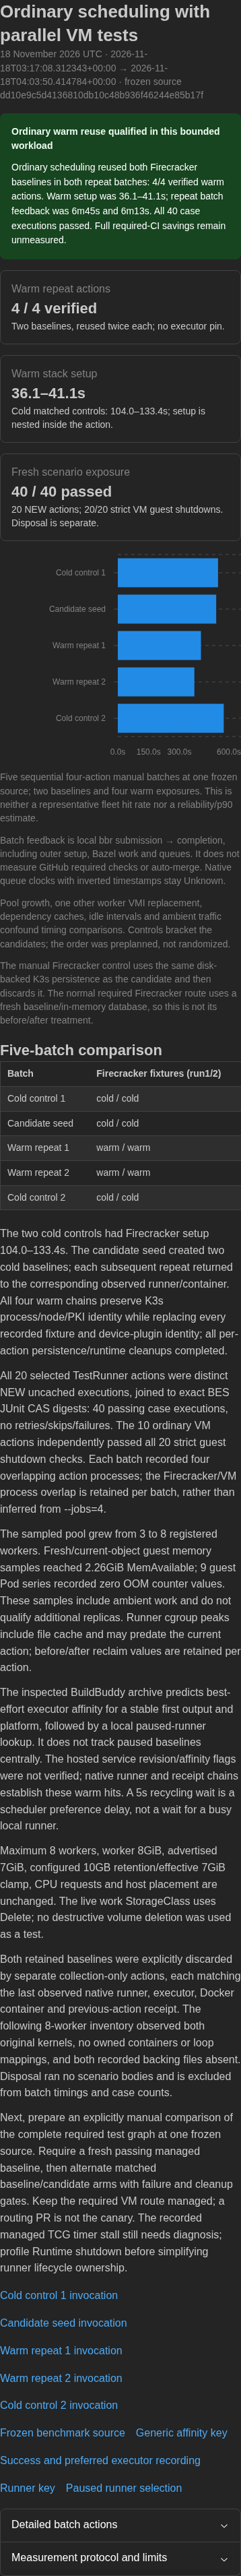 Ordinary scheduling with
parallel VM tests
18 November 2026 UTC · 2026-11-
18T03:17:08.312343+00:00 → 2026-11-
18T04:03:50.414784+00:00 · frozen source
dd10e9c5d4136810db10c48b936f46244e85b17f
Ordinary warm reuse qualified in this bounded
workload
Ordinary scheduling reused both Firecracker
baselines in both repeat batches: 4/4 verified warm
actions. Warm setup was 36.1–41.1s; repeat batch
feedback was 6m45s and 6m13s. All 40 case
executions passed. Full required-CI savings remain
unmeasured.
Warm repeat actions
4 / 4 verified
Two baselines, reused twice each; no executor pin.
Warm stack setup
36.1–41.1s
Cold matched controls: 104.0–133.4s; setup is
nested inside the action.
Fresh scenario exposure
40 / 40 passed
20 NEW actions; 20/20 strict VM guest shutdowns.
Disposal is separate.
Cold control 1
Candidate seed
Warm repeat 1
Warm repeat 2
Cold control 2
0.0s 150.0s 300.0s 600.0s
Five sequential four-action manual batches at one frozen
source; two baselines and four warm exposures. This is
neither a representative fleet hit rate nor a reliability/p90
estimate.
Batch feedback is local bbr submission → completion,
including outer setup, Bazel work and queues. It does not
measure GitHub required checks or auto-merge. Native
queue clocks with inverted timestamps stay Unknown.
Pool growth, one other worker VMI replacement,
dependency caches, idle intervals and ambient traffic
confound timing comparisons. Controls bracket the
candidates; the order was preplanned, not randomized.
The manual Firecracker control uses the same disk-
backed K3s persistence as the candidate and then
discards it. The normal required Firecracker route uses a
fresh baseline/in-memory database, so this is not its
before/after treatment.
Five-batch comparison
Batch Firecracker fixtures (run1/2)
Cold control 1 cold / cold
Candidate seed cold / cold
Warm repeat 1 warm / warm
Warm repeat 2 warm / warm
Cold control 2 cold / cold
The two cold controls had Firecracker setup
104.0–133.4s. The candidate seed created two
cold baselines; each subsequent repeat returned
to the corresponding observed runner/container.
All four warm chains preserve K3s
process/node/PKI identity while replacing every
recorded fixture and device-plugin identity; all per-
action persistence/runtime cleanups completed.
All 20 selected TestRunner actions were distinct
NEW uncached executions, joined to exact BES
JUnit CAS digests: 40 passing case executions,
no retries/skips/failures. The 10 ordinary VM
actions independently passed all 20 strict guest
shutdown checks. Each batch recorded four
overlapping action processes; the Firecracker/VM
process overlap is retained per batch, rather than
inferred from --jobs=4.
The sampled pool grew from 3 to 8 registered
workers. Fresh/current-object guest memory
samples reached 2.26GiB MemAvailable; 9 guest
Pod series recorded zero OOM counter values.
These samples include ambient work and do not
qualify additional replicas. Runner cgroup peaks
include file cache and may predate the current
action; before/after reclaim values are retained per
action.
The inspected BuildBuddy archive predicts best-
effort executor affinity for a stable first output and
platform, followed by a local paused-runner
lookup. It does not track paused baselines
centrally. The hosted service revision/affinity flags
were not verified; native runner and receipt chains
establish these warm hits. A 5s recycling wait is a
scheduler preference delay, not a wait for a busy
local runner.
Maximum 8 workers, worker 8GiB, advertised
7GiB, configured 10GB retention/effective 7GiB
clamp, CPU requests and host placement are
unchanged. The live work StorageClass uses
Delete; no destructive volume deletion was used
as a test.
Both retained baselines were explicitly discarded
by separate collection-only actions, each matching
the last observed native runner, executor, Docker
container and previous-action receipt. The
following 8-worker inventory observed both
original kernels, no owned containers or loop
mappings, and both recorded backing files absent.
Disposal ran no scenario bodies and is excluded
from batch timings and case counts.
Next, prepare an explicitly manual comparison of
the complete required test graph at one frozen
source. Require a fresh passing managed
baseline, then alternate matched
baseline/candidate arms with failure and cleanup
gates. Keep the required VM route managed; a
routing PR is not the canary. The recorded
managed TCG timer stall still needs diagnosis;
profile Runtime shutdown before simplifying
runner lifecycle ownership.
Cold control 1 invocation
Candidate seed invocation
Warm repeat 1 invocation
Warm repeat 2 invocation
Cold control 2 invocation
Frozen benchmark source Generic affinity key
Success and preferred executor recording
Runner key Paused runner selection
Detailed batch actions
Measurement protocol and limits